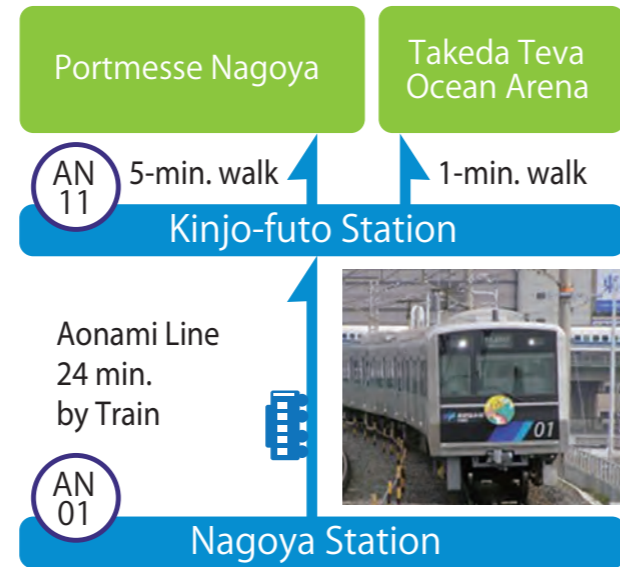 Portmesse Nagoya
Takeda Teva
Ocean Arena
AN
11
5-min. walk
1-min. walk
Kinjo-futo Station
Aonami Line
24 min.
by Train
01
AN
01
Nagoya Station